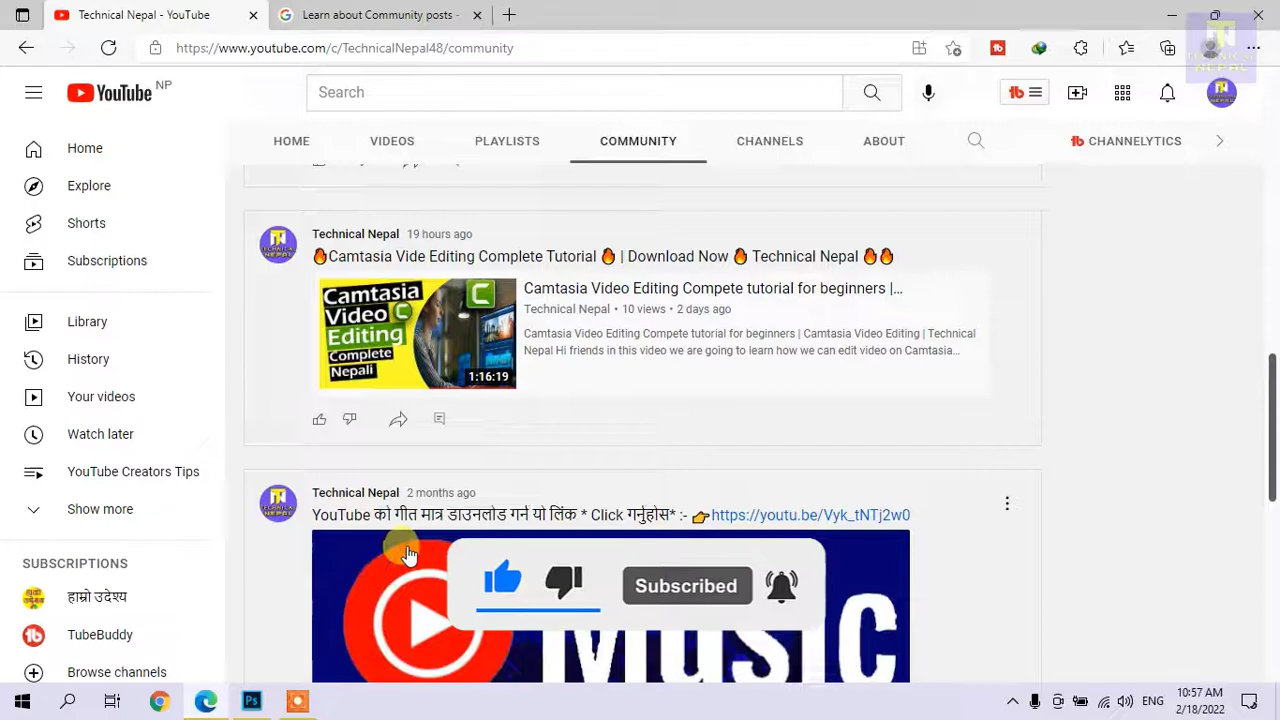 Technical Nepal - YouTube
Learn about Community posts -
https://www.youtube.com/c/TechnicalNepal48/community
TECHNICAL
NEPAL
YouTube NP
Search
HOME
VIDEOS
PLAYLISTS
COMMUNITY
CHANNELS
ABOUT
CHANNELYTICS
Home
Explore
Shorts
Subscriptions
Library
History
Your videos
Watch later
YouTube Creators Tips
Show more
SUBSCRIPTIONS
हाम्रो उदेश्य
TubeBuddy
Browse channels
Technical Nepal 19 hours ago
🔥Camtasia Vide Editing Complete Tutorial 🔥 | Download Now 🔥 Technical Nepal 🔥🔥
Camtasia
Video
Editing
Complete
Nepali
1:16:19
Camtasia Video Editing Compete tutorial for beginners |...
Technical Nepal • 10 views • 2 days ago
Camtasia Video Editing Compete tutorial for beginners | Camtasia Video Editing | Technical
Nepal Hi friends in this video we are going to learn how we can edit video on Camtasia...
Technical Nepal 2 months ago
YouTube को गीत मात्र डाउनलोड गर्न यो लिंक * Click गर्नुहोस* :- 👉https://youtu.be/Vyk_tNTj2w0
Subscribed
MUSIC
Ps
ENG
10:57 AM
2/18/2022